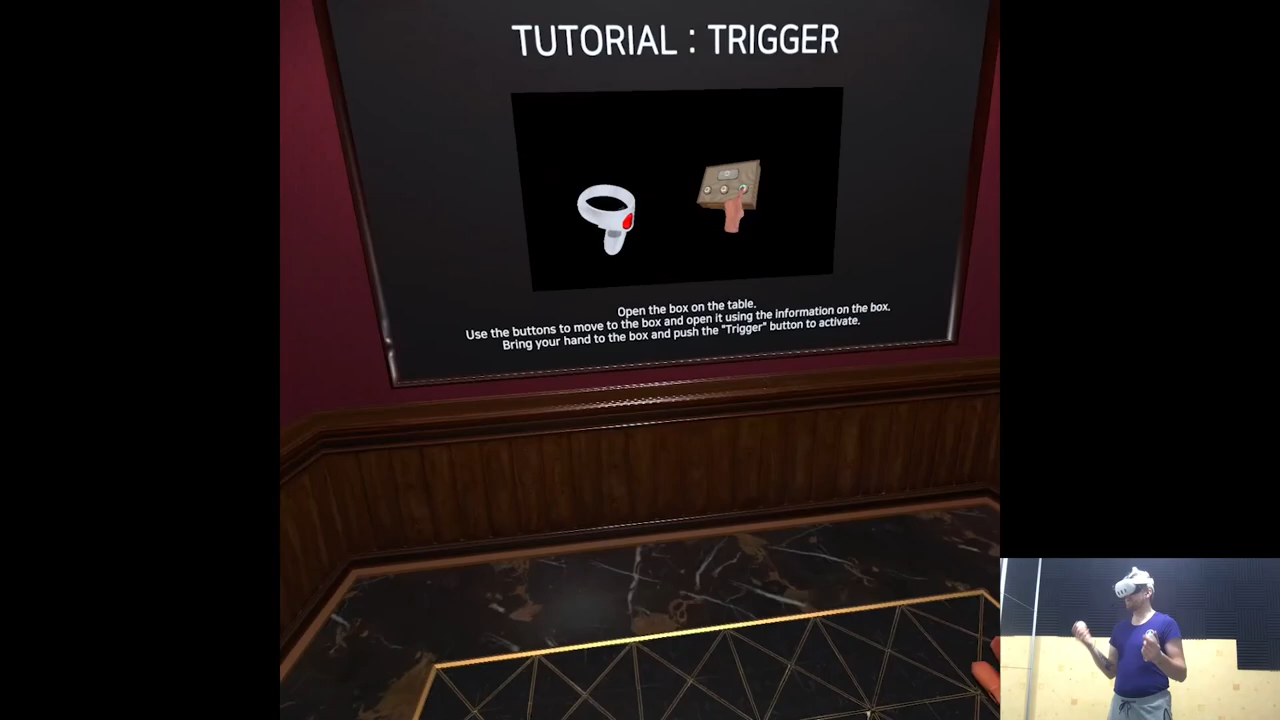 TUTORIAL : TRIGGER
Open the box on the table.
Use the buttons to move to the box and open it using the information on the box.
Bring your hand to the box and push the "Trigger" button to activate.